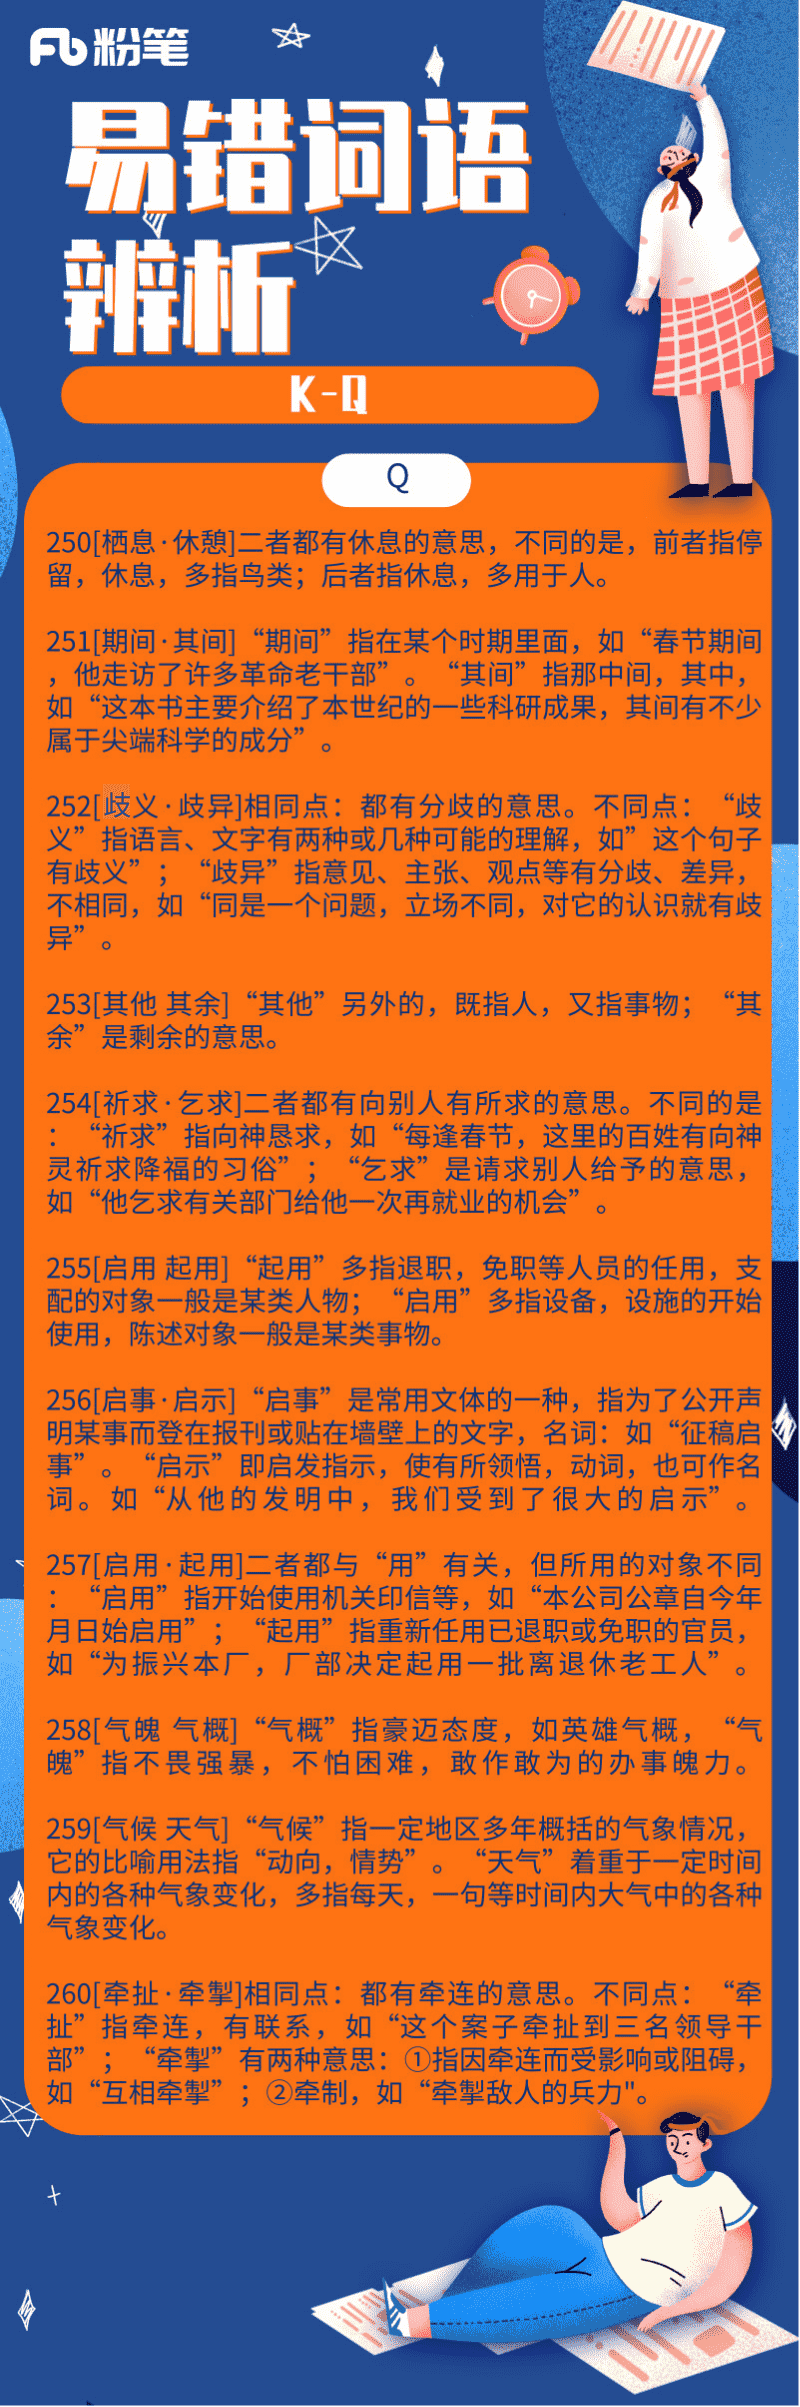 粉笔
易错词语
辨析
K-Q
Q
250[栖息·休憩]二者都有休息的意思，不同的是，前者指停
留，休息，多指鸟类；后者指休息，多用于人。
251[期间·其间]“期间”指在某个时期里面，如“春节期间
，他走访了许多革命老干部”。“其间”指那中间，其中，
如“这本书主要介绍了本世纪的一些科研成果，其间有不少
属于尖端科学的成分”。
252[歧义·歧异]相同点：都有分歧的意思。不同点：“歧
义”指语言、文字有两种或几种可能的理解，如”这个句子
有歧义”；“歧异”指意见、主张、观点等有分歧、差异，
不相同，如“同是一个问题，立场不同，对它的认识就有歧
异”。
253[其他 其余]“其他”另外的，既指人，又指事物；“其
余”是剩余的意思。
254[祈求·乞求]二者都有向别人有所求的意思。不同的是
：“祈求”指向神恳求，如“每逢春节，这里的百姓有向神
灵祈求降福的习俗”；“乞求”是请求别人给予的意思，
如“他乞求有关部门给他一次再就业的机会”。
255[启用 起用]“起用”多指退职，免职等人员的任用，支
配的对象一般是某类人物；“启用”多指设备，设施的开始
使用，陈述对象一般是某类事物。
256[启事·启示]“启事”是常用文体的一种，指为了公开声
明某事而登在报刊或贴在墙壁上的文字，名词：如“征稿启
事”。“启示”即启发指示，使有所领悟，动词，也可作名
词。如“从他的发明中，我们受到了很大的启示”。
257[启用·起用]二者都与“用”有关，但所用的对象不同
：“启用”指开始使用机关印信等，如“本公司公章自今年
月日始启用”；“起用”指重新任用已退职或免职的官员，
如“为振兴本厂，厂部决定起用一批离退休老工人”。
258[气魄 气概]“气概”指豪迈态度，如英雄气概，“气
魄”指不畏强暴，不怕困难，敢作敢为的办事魄力。
259[气候 天气]“气候”指一定地区多年概括的气象情况，
它的比喻用法指“动向，情势”。“天气”着重于一定时间
内的各种气象变化，多指每天，一句等时间内大气中的各种
气象变化。
260[牵扯·牵掣]相同点：都有牵连的意思。不同点：“牵
扯”指牵连，有联系，如“这个案子牵扯到三名领导干
部”；“牵掣”有两种意思：①指因牵连而受影响或阻碍，
如“互相牵掣”；②牵制，如“牵掣敌人的兵力"。